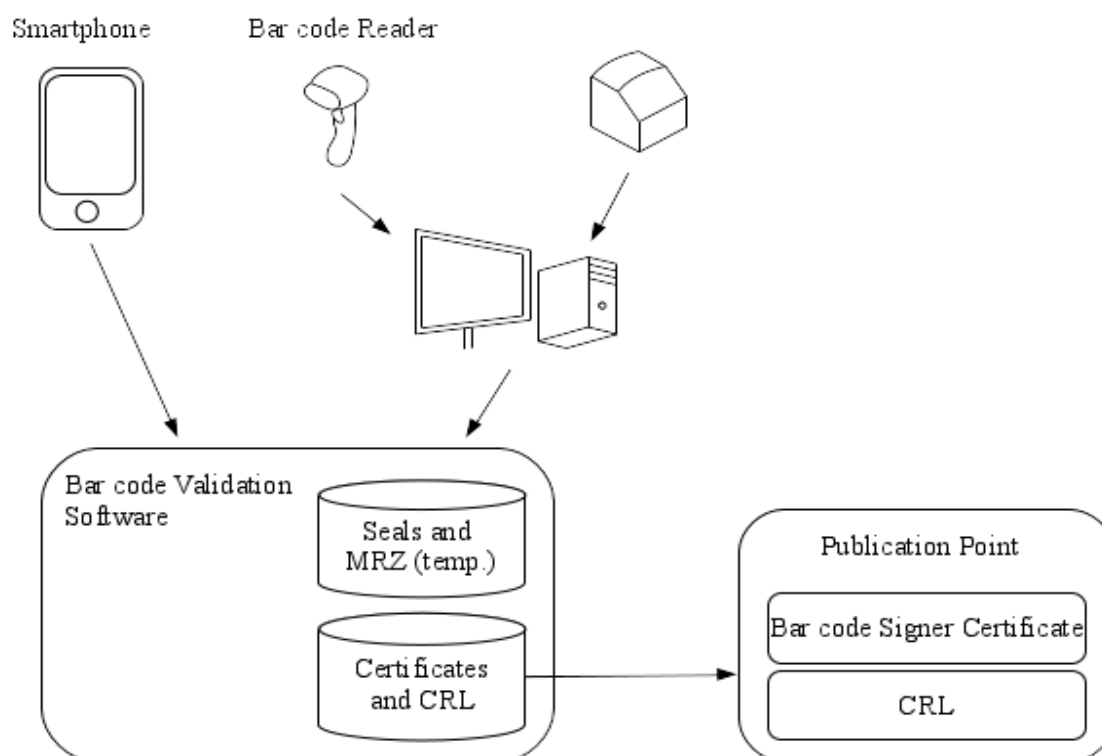 Smartphone
Bar code Reader
Bar code Validation
Software
Seals and
MRZ (temp.)
Certificates
and CRL
Publication Point
Bar code Signer Certificate
CRL